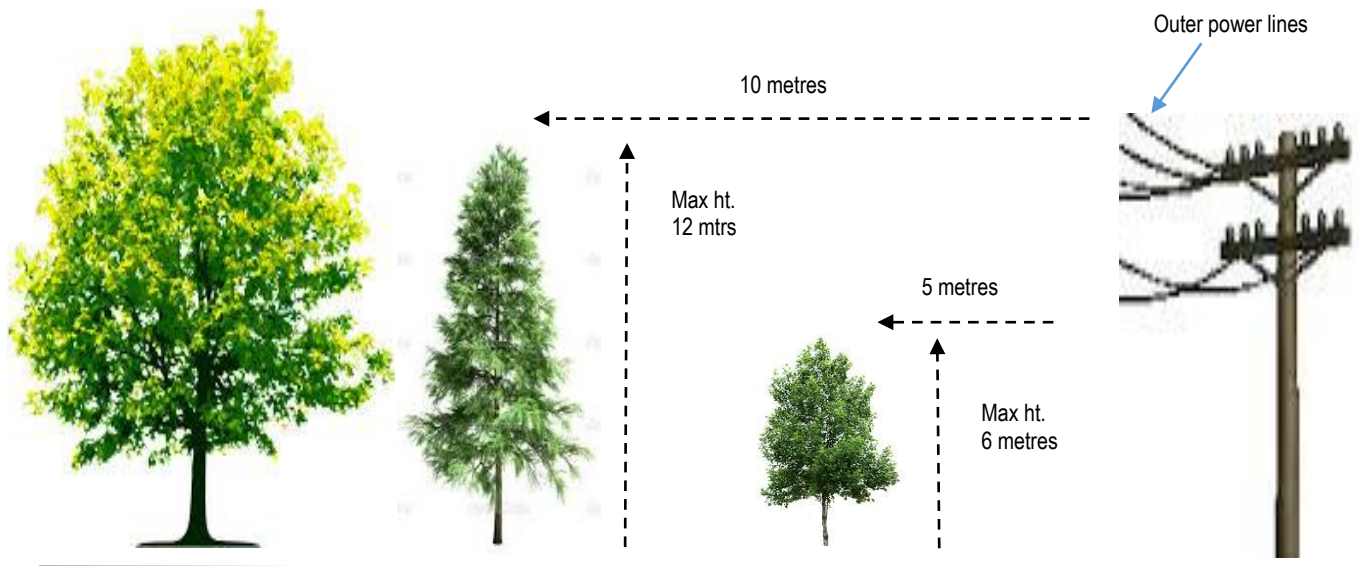 Outer power lines
10 metres
Max ht.
12 mtrs
5 metres
Max ht.
6 metres